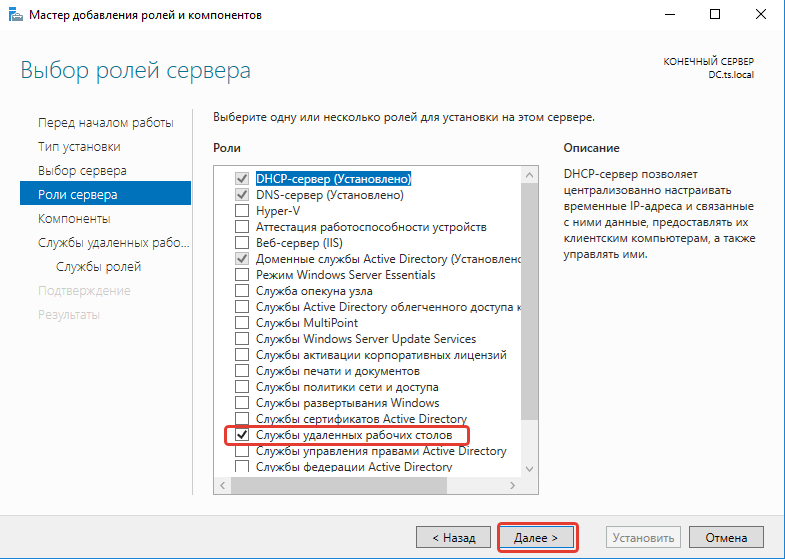 Мастер добавления ролей и компонентов
Выбор ролей сервера
КОНЕЧНЫЙ СЕРВЕР
DC.ts.local
Перед началом работы
Тип установки
Выбор сервера
Роли сервера
Компоненты
Службы удаленных рабо...
Службы ролей
Подтверждение
Результаты
Выберите одну или несколько ролей для установки на этом сервере.
Роли
DHCP-сервер (Установлено)
DNS-сервер (Установлено)
Hyper-V
Аттестация работоспособности устройств
Веб-сервер (IIS)
Доменные службы Active Directory (Установлено
Режим Windows Server Essentials
Служба опекуна узла
Службы Active Directory облегченного доступа к
Службы MultiPoint
Службы Windows Server Update Services
Службы активации корпоративных лицензий
Службы печати и документов
Службы политики сети и доступа
Службы развертывания Windows
Службы сертификатов Active Directory
Службы удаленных рабочих столов
Службы управления правами Active Directory
Службы федерации Active Directory
Описание
DHCP-сервер позволяет
централизованно настраивать
временные IP-адреса и связанные
с ними данные, предоставлять их
клиентским компьютерам, а также
управлять ими.
< Назад
Далее >
Установить
Отмена